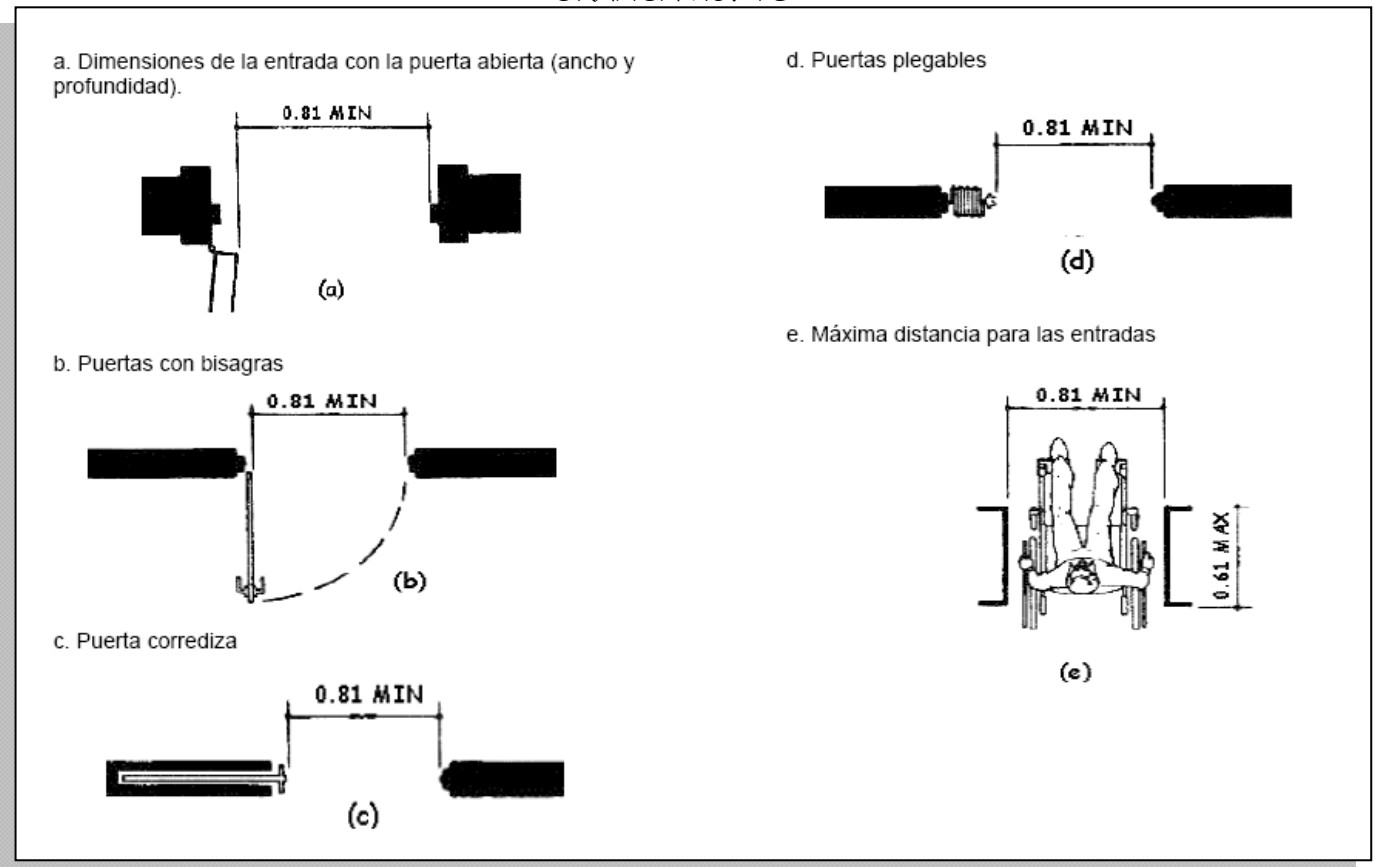 a. Dimensiones de la entrada con la puerta abierta (ancho y
profundidad).
0.81 MIN
(a)
b. Puertas con bisagras
0.81 MIN
(b)
c. Puerta corrediza
0.81 MIN
(c)
d. Puertas plegables
0.81 MIN
(d)
e. Máxima distancia para las entradas
0.81 MIN
0.61 MAX
(e)